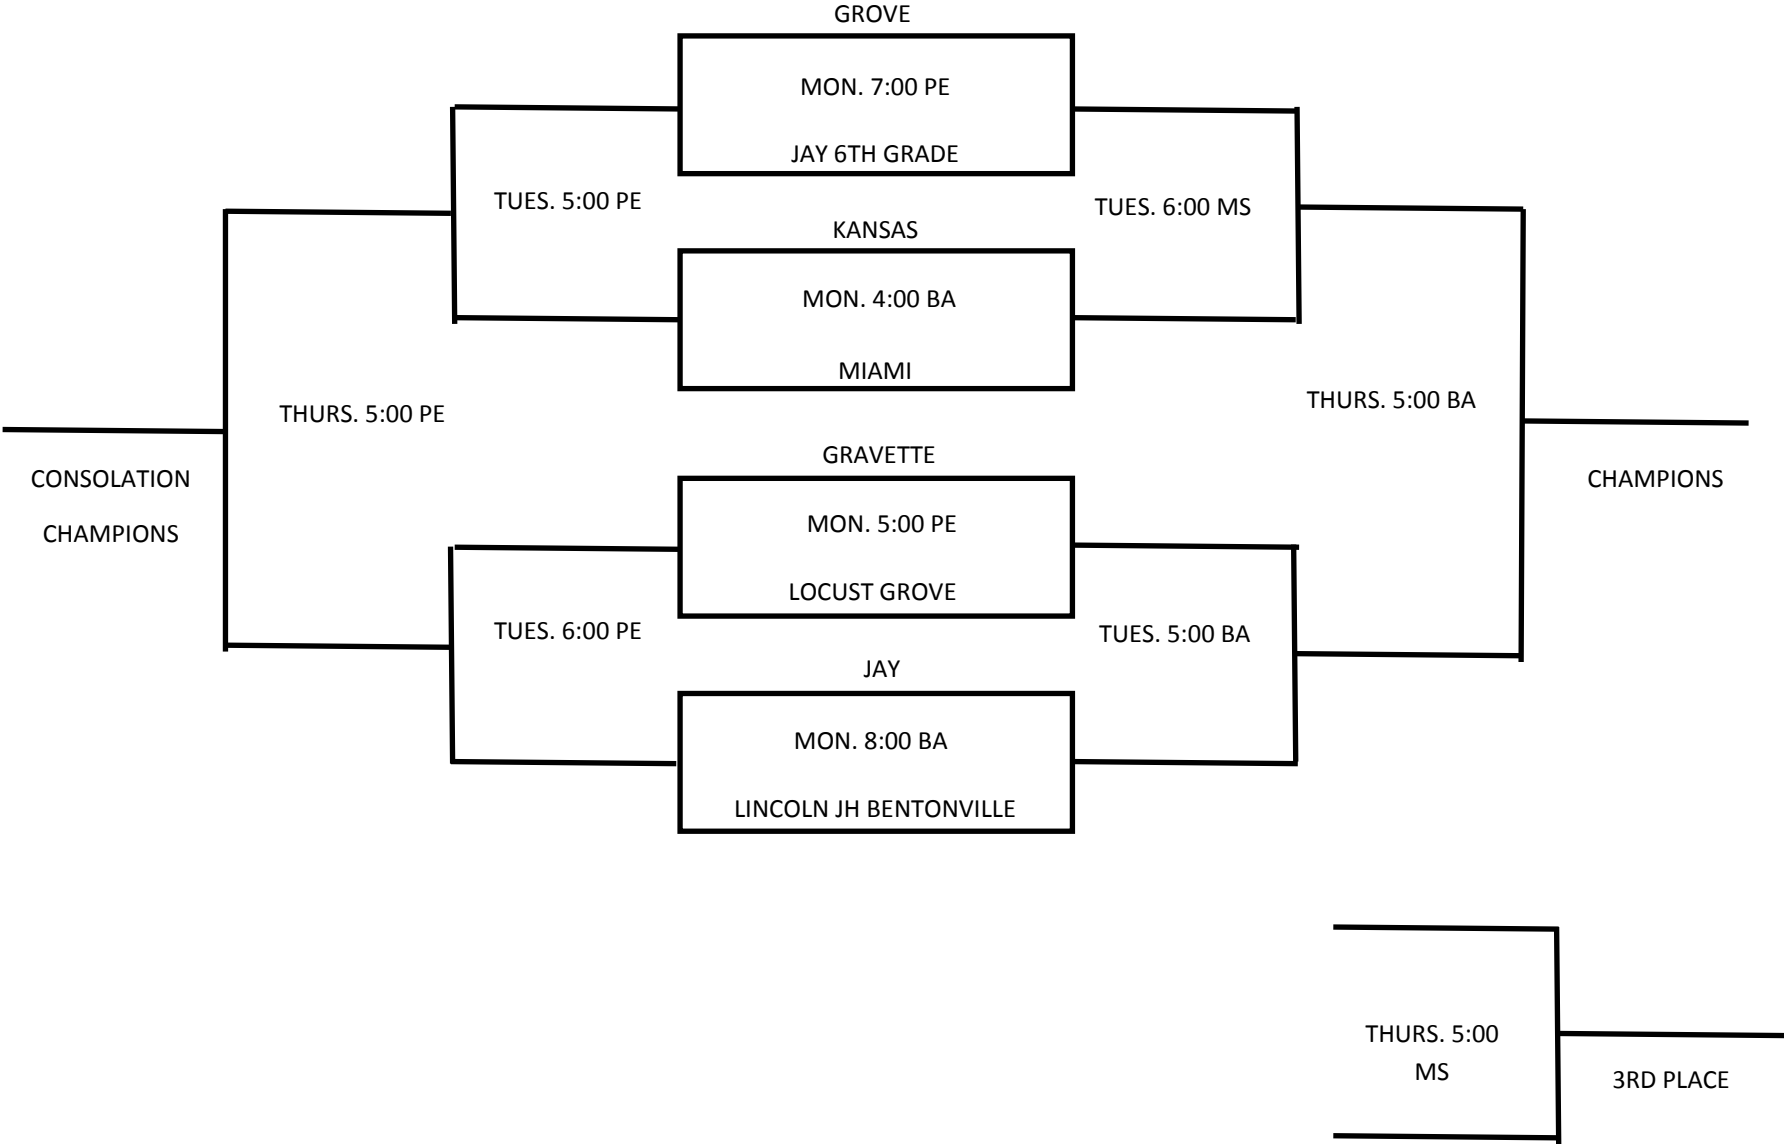 GROVE
MON. 7:00 PE
JAY 6TH GRADE
TUES. 5:00 PE
TUES. 6:00 MS
KANSAS
MON. 4:00 BA
MIAMI
THURS. 5:00 PE
THURS. 5:00 BA
GRAVETTE
CONSOLATION
CHAMPIONS
CHAMPIONS
MON. 5:00 PE
LOCUST GROVE
TUES. 6:00 PE
TUES. 5:00 BA
JAY
MON. 8:00 BA
LINCOLN JH BENTONVILLE
THURS. 5:00
MS
3RD PLACE